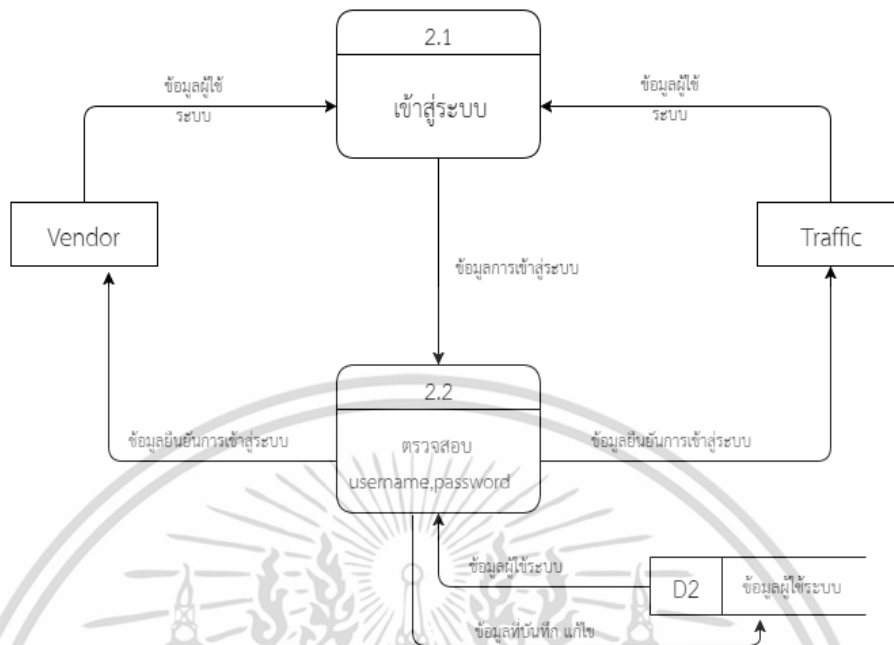 2.1
เข้าสู่ระบบ
ข้อมูลผู้ใช้
ระบบ
ข้อมูลผู้ใช้
ระบบ
Vendor
Traffic
ข้อมูลการเข้าสู่ระบบ
2.2
ตรวจสอบ
username,password
ข้อมูลยืนยันการเข้าสู่ระบบ
ข้อมูลยืนยันการเข้าสู่ระบบ
ข้อมูลผู้ใช้ระบบ
D2
ข้อมูลผู้ใช้ระบบ
ข้อมูลที่บันทึก แก้ไข